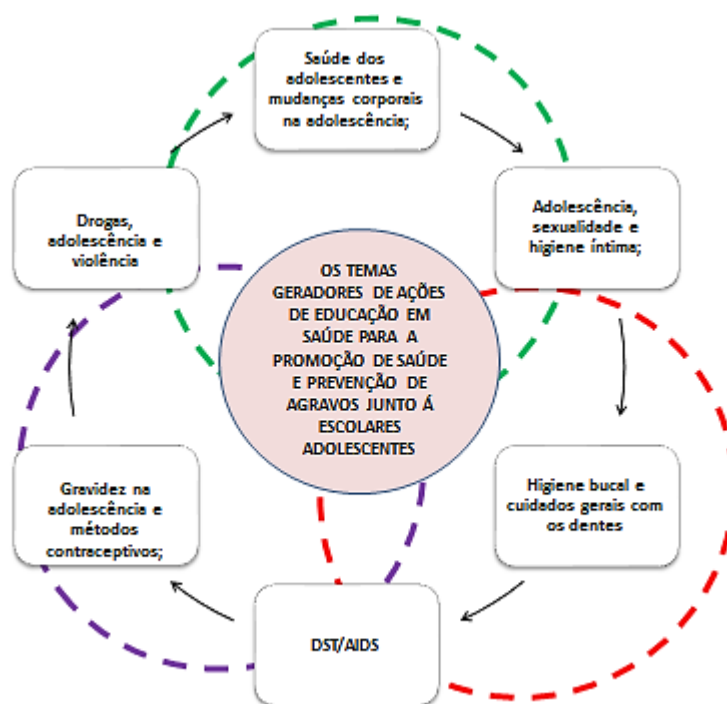 Saúde dos
adolescentes e
mudanças corporais
na adolescência;
Adolescência,
sexualidade e
higiene íntima;
Higiene bucal e
cuidados gerais com
os dentes
DST/AIDS
Gravidez na
adolescência e
métodos
contraceptivos;
Drogas,
adolescência e
violência
OS TEMAS
GERADORES DE AÇÕES
DE EDUCAÇÃO EM
SAÚDE PARA A
PROMOÇÃO DE SAÚDE
E PREVENÇÃO DE
AGRAVOS JUNTO Á
ESCOLARES
ADOLESCENTES